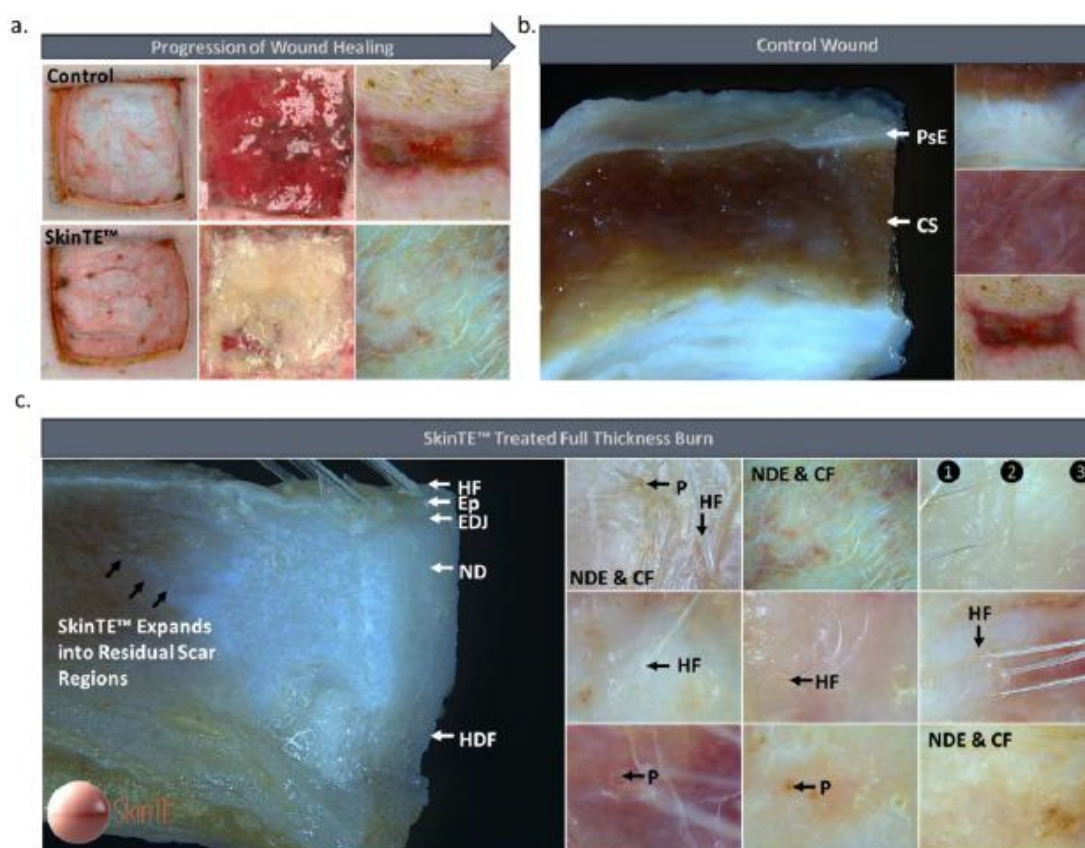 a.
Progression of Wound Healing
Control
SkinTE™
b.
Control Wound
PsE
CS
c.
SkinTE™ Treated Full Thickness Burn
HF
Ep
EDJ
ND
SkinTE™ Expands
into Residual Scar
Regions
HDF
SkinTE
P
HF
NDE & CF
NDE & CF
1 2 3
HF
HF
HF
P
P
NDE & CF